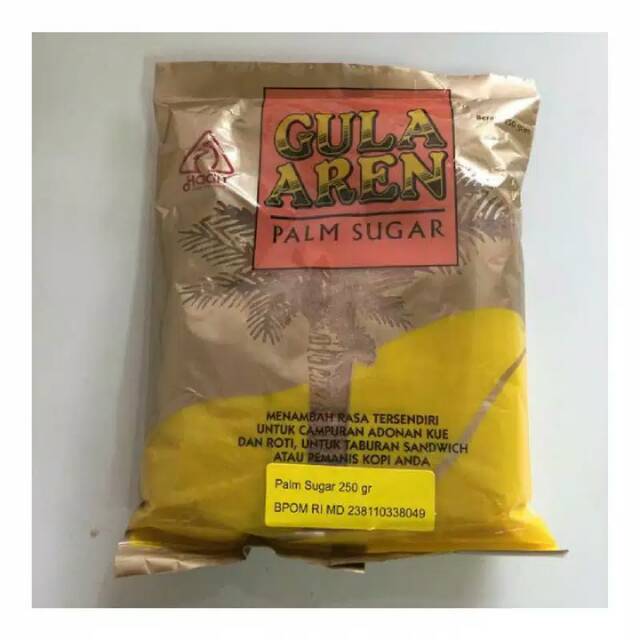 GULA
AREN
PALM SUGAR
MENAMBAH RASA TERSENDIRI
UNTUK CAMPURAN ADONAN KUE
DAN ROTI, UNTUK TABURAN SANDWICH
ATAU PEMANIS KOPI ANDA
Palm Sugar 250 gr
BPOM RI MD 238110338049